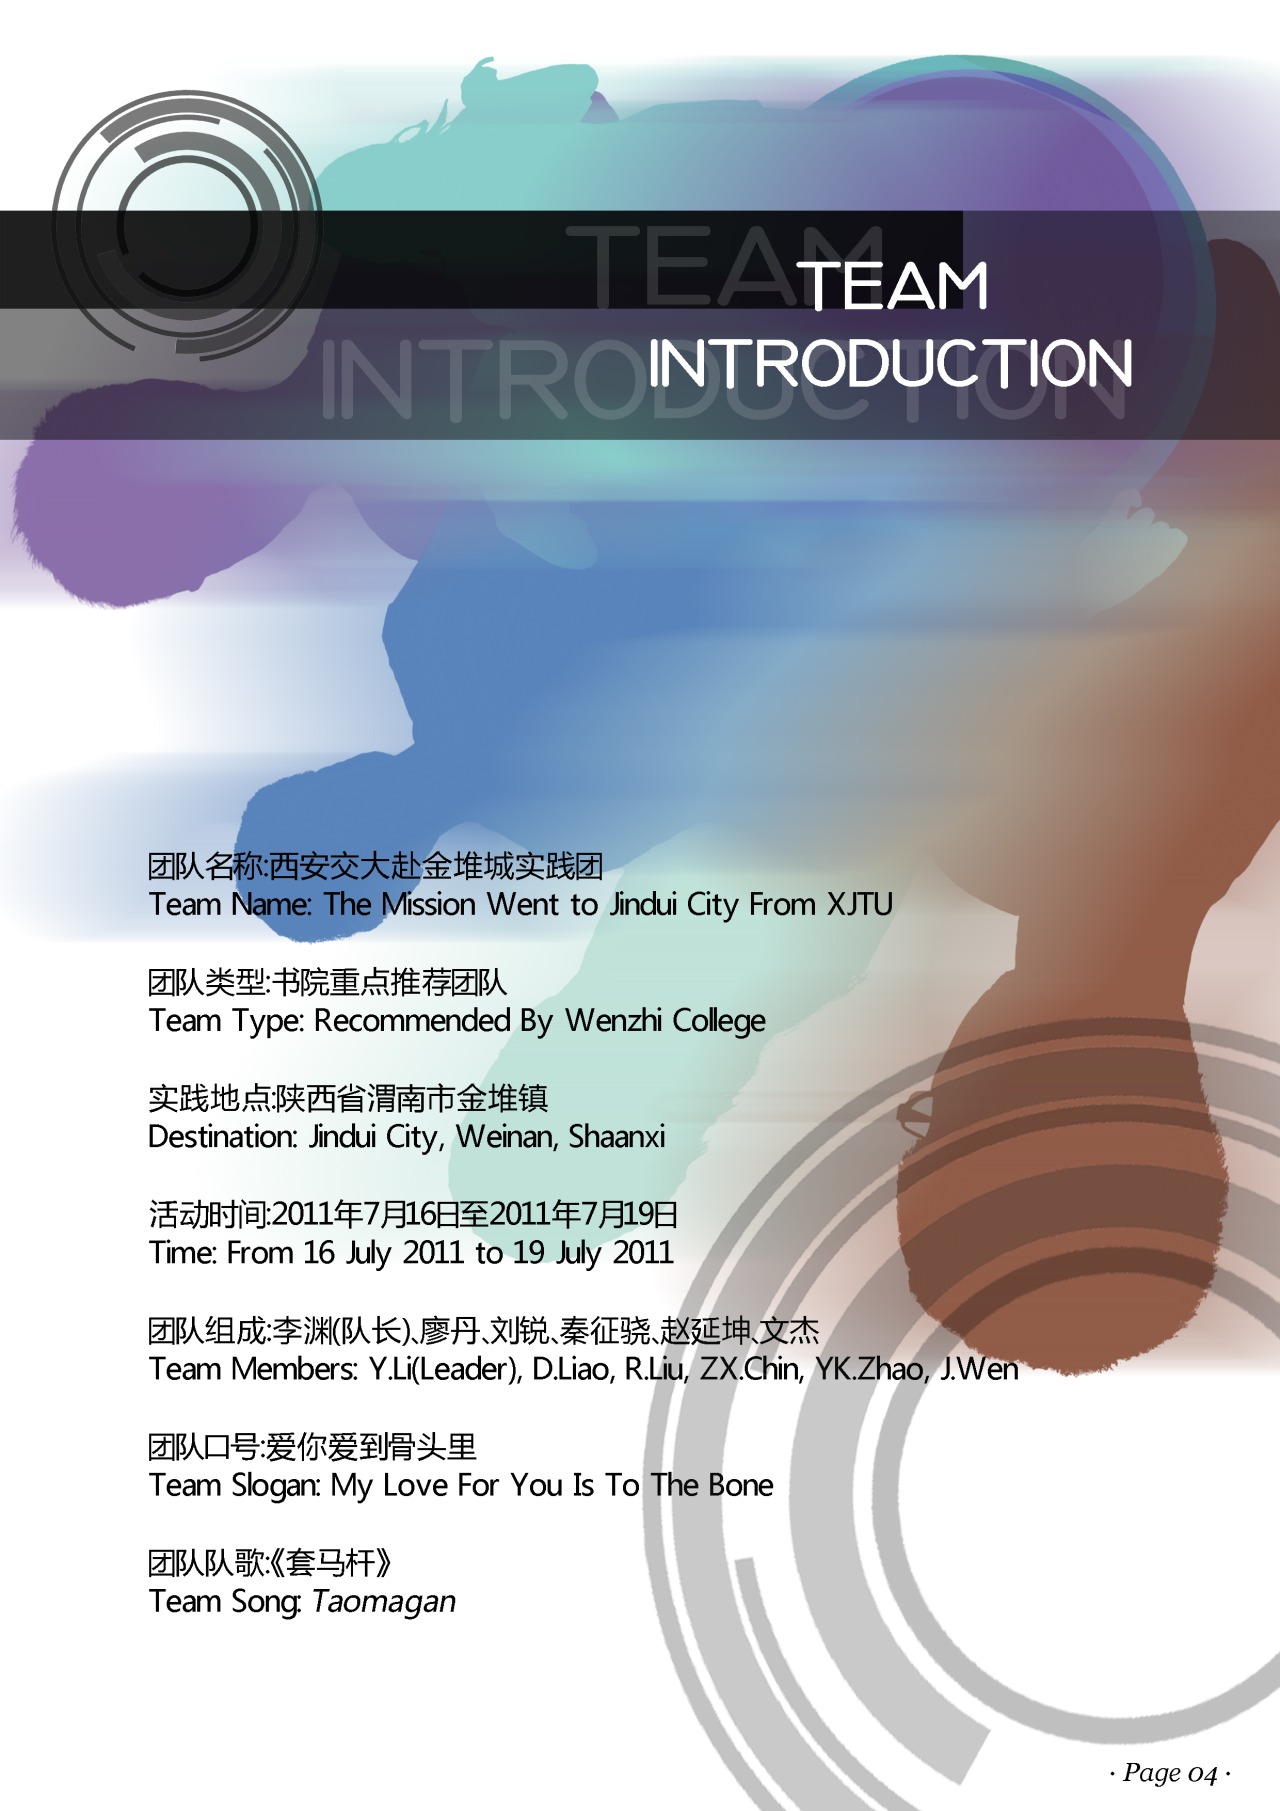 TEAM
INTRODUCTION
TEAM
INTRODUCTION
团队名称:西安交大赴金堆城实践团
Team Name: The Mission Went to Jindui City From XJTU
团队类型:书院重点推荐团队
Team Type: Recommended By Wenzhi College
实践地点:陕西省渭南市金堆镇
Destination: Jindui City, Weinan, Shaanxi
活动时间:2011年7月16日至2011年7月19日
Time: From 16 July 2011 to 19 July 2011
团队组成:李渊(队长)、廖丹、刘锐、秦征骁、赵延坤、文杰
Team Members: Y.Li(Leader), D.Liao, R.Liu, ZX.Chin, YK.Zhao, J.Wen
团队口号:爱你爱到骨头里
Team Slogan: My Love For You Is To The Bone
团队队歌:《套马杆》
Team Song: Taomagan
· Page 04 ·